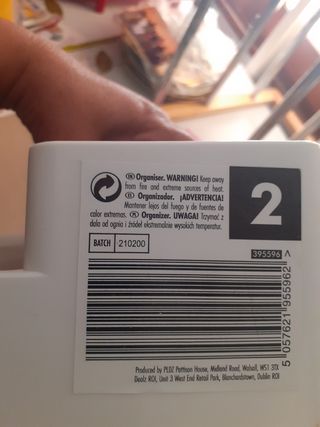 Organiser. WARNING! Keep away
from fire and extreme sources of heat.
Organizador. ¡ADVERTENCIA!
Mantener lejos del fuego y de fuentes de
calor extremas. Organizer. UWAGA! Trzymać z
dala od ognia i źródeł ekstremalnie wysokich temperatur.
2
BATCH 210200
395596
5 057621 955962 >
Produced by PLDZ Pattison House, Midland Road, Walsall, WS1 3TX
Dealz ROI, Unit 3 West End Retail Park, Blanchardstown, Dublin ROI